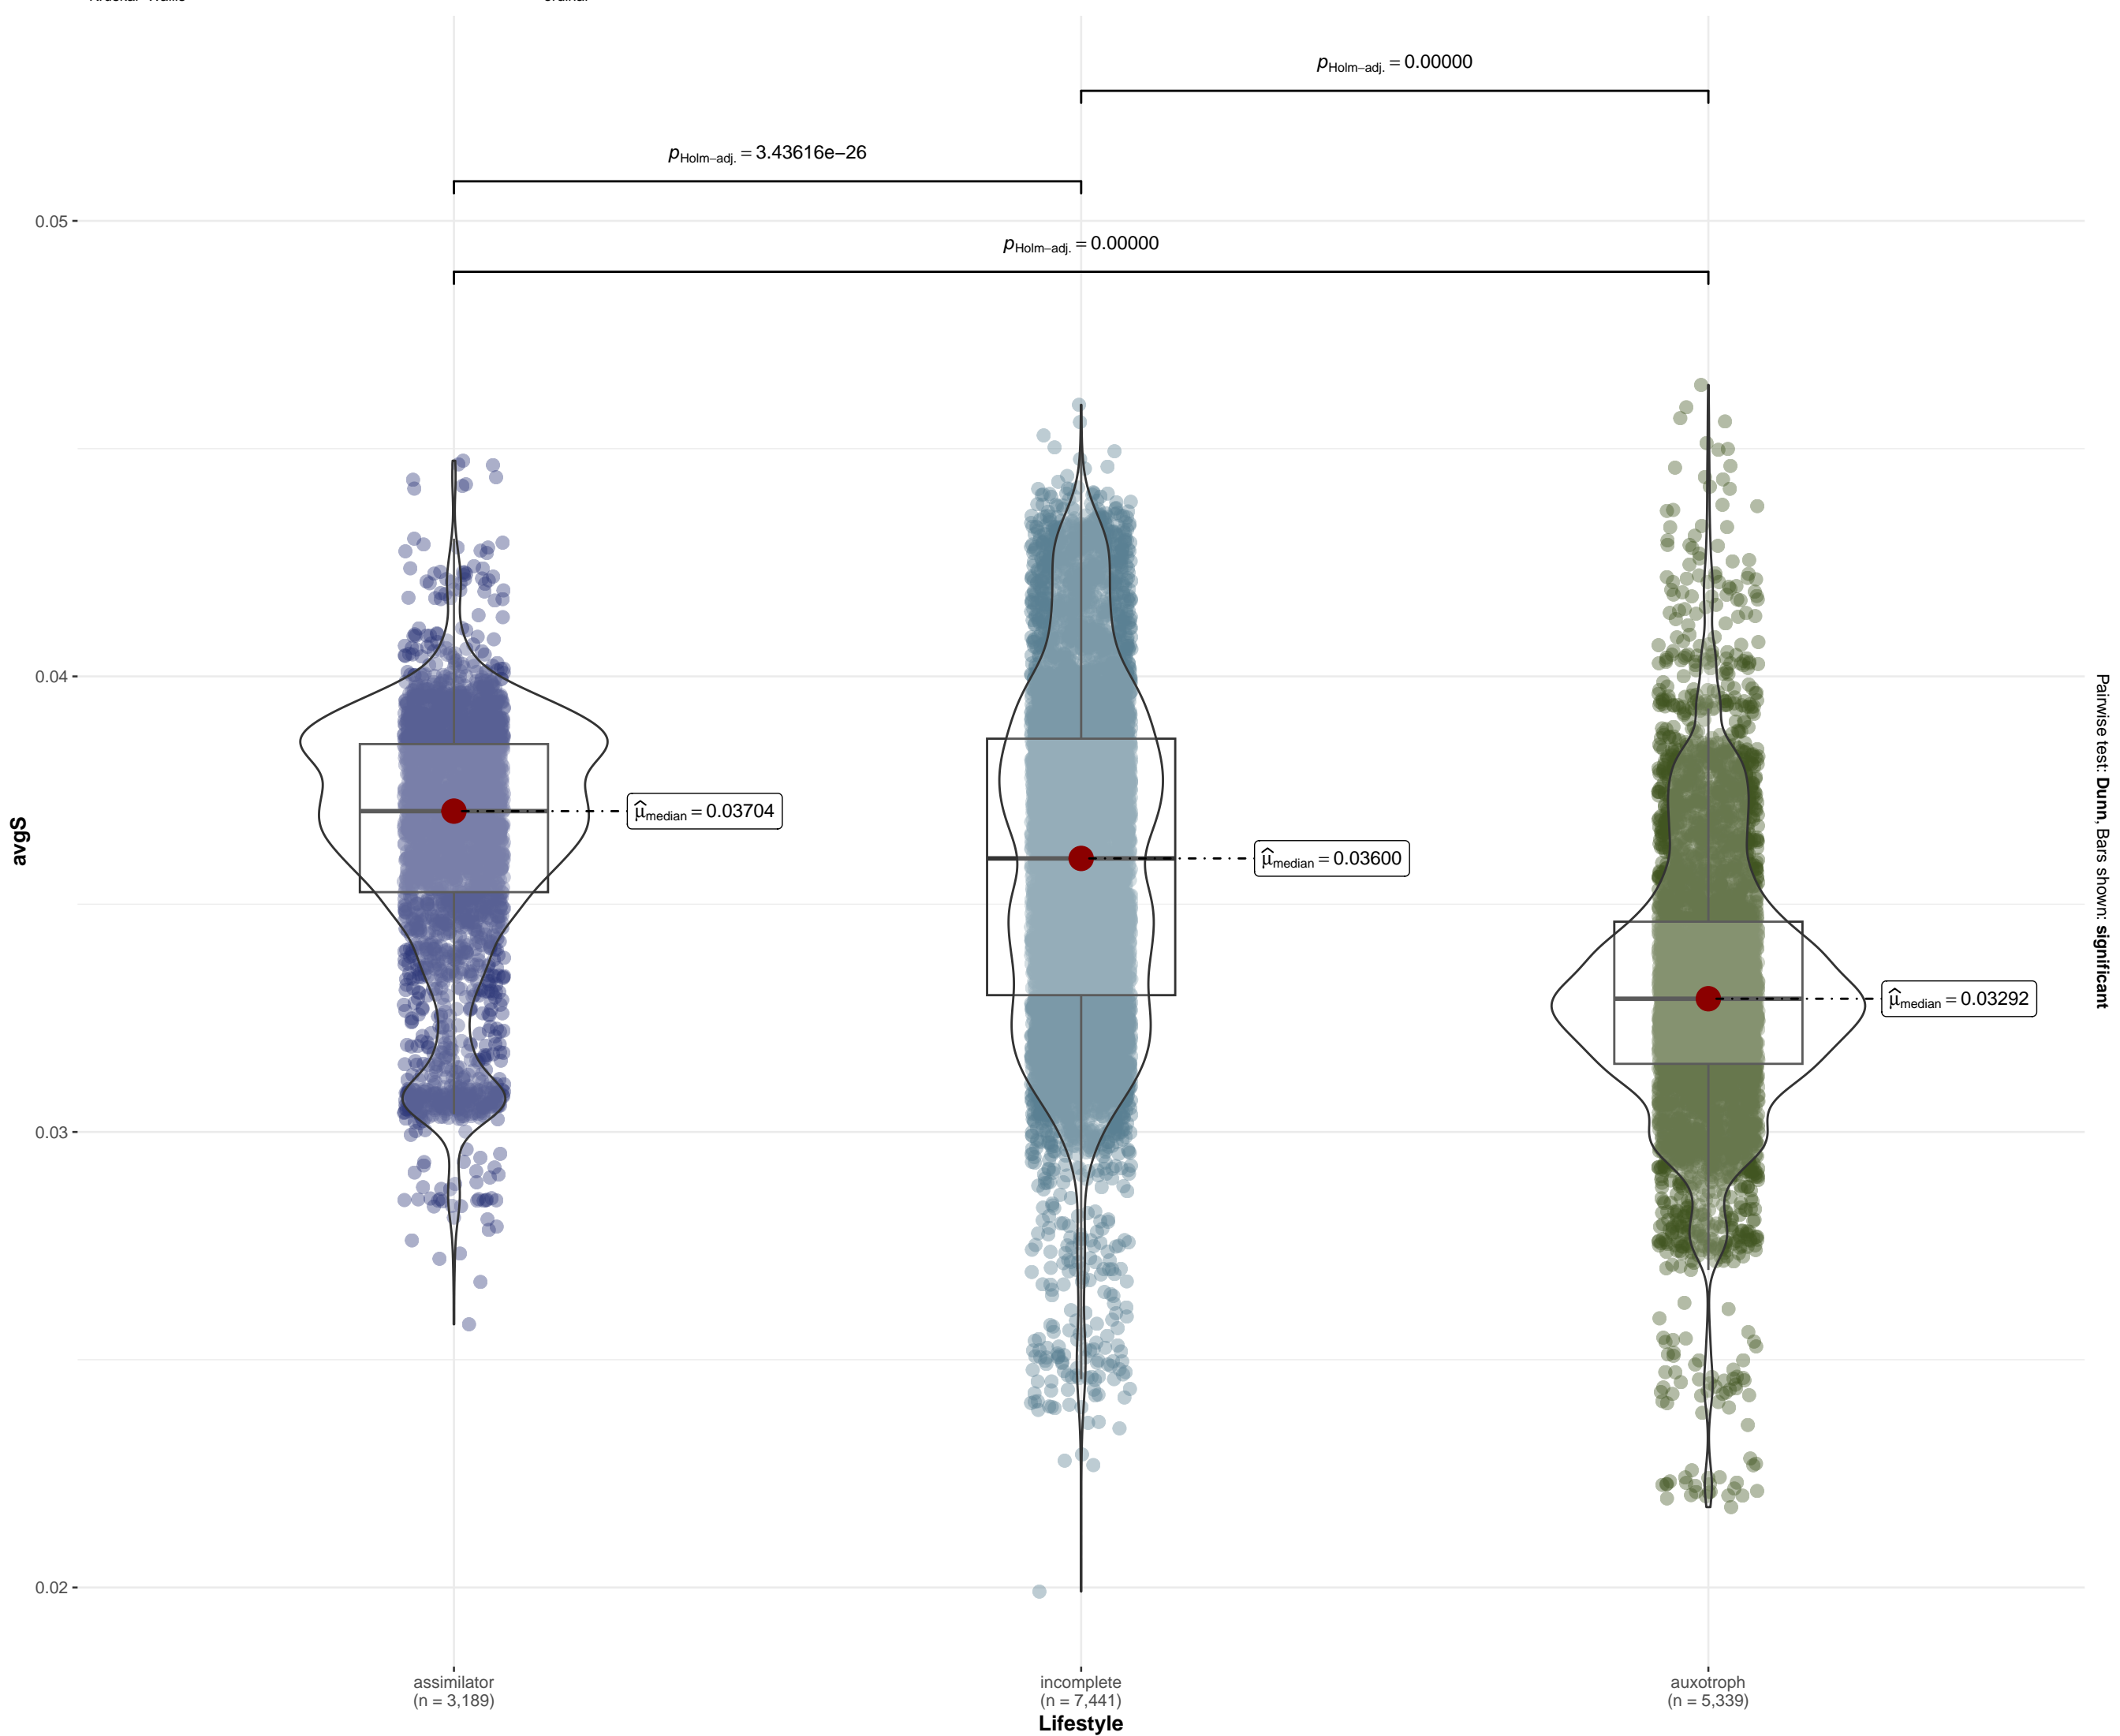 pHolm−adj. = 0.00000
pHolm−adj. = 3.43616e−26
0.05
pHolm−adj. = 0.00000
0.04
μ̂median = 0.03704
μ̂median = 0.03600
μ̂median = 0.03292
0.03
0.02
avgS
Pairwise test: Dunn, Bars shown: significant
assimilator
(n = 3,189)
incomplete
(n = 7,441)
auxotroph
(n = 5,339)
Lifestyle